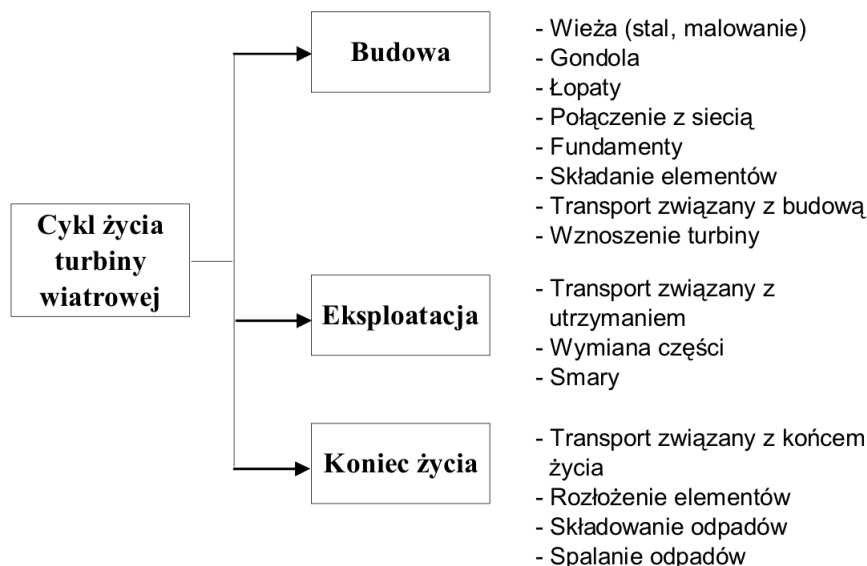 Budowa
- Wieża (stal, malowanie)
- Gondola
- Łopaty
- Połączenie z siecią
- Fundamenty
- Składanie elementów
- Transport związany z budową
- Wznoszenie turbiny
Cykl życia
turbiny
wiatrowej
Eksploatacja
- Transport związany z
utrzymaniem
- Wymiana części
- Smary
Koniec życia
- Transport związany z końcem
życia
- Rozłożenie elementów
- Składowanie odpadów
- Spalanie odpadów